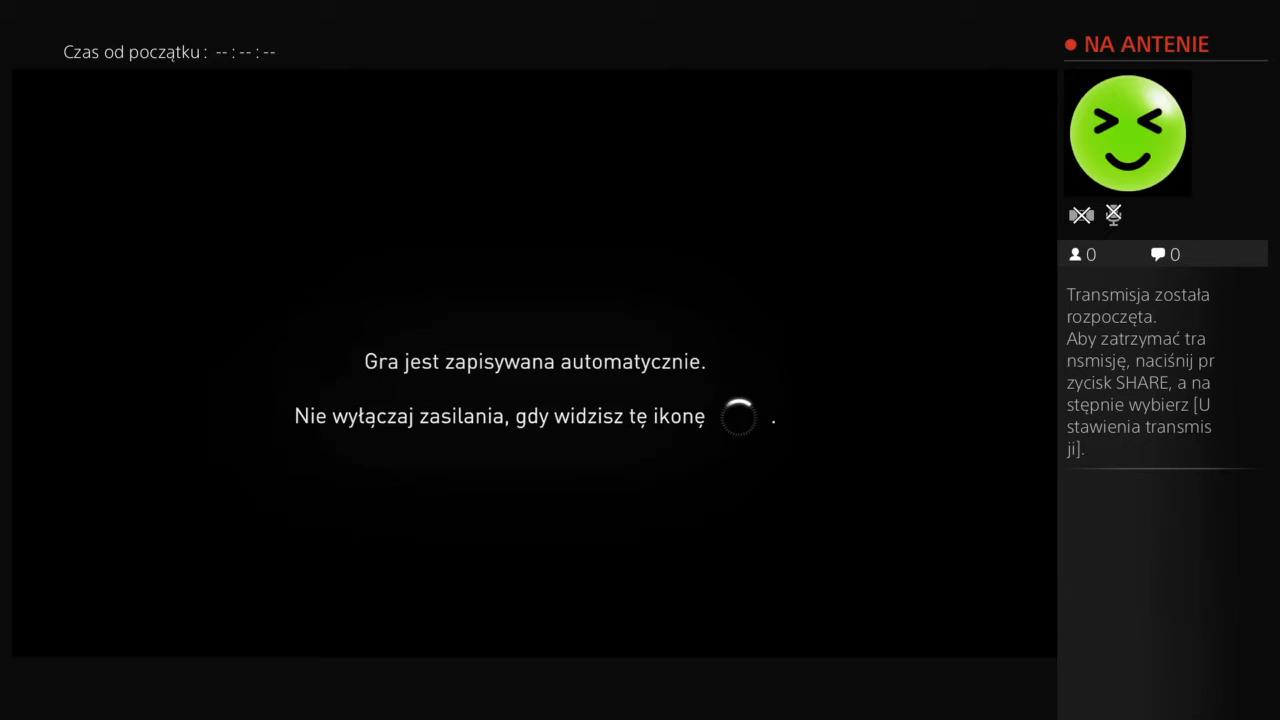 Czas od początku : -- : -- : --
NA ANTENIE
0 0
Transmisja została
rozpoczęta.
Aby zatrzymać tra
nsmisję, naciśnij pr
zycisk SHARE, a na
stępnie wybierz [U
stawienia transmis
ji].
Gra jest zapisywana automatycznie.
Nie wyłączaj zasilania, gdy widzisz tę ikonę .